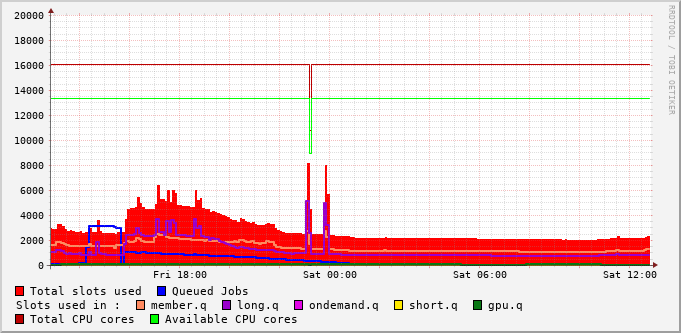 20000
18000
16000
14000
12000
10000
8000
6000
4000
2000
0
Fri 18:00 Sat 00:00 Sat 06:00 Sat 12:00
Total slots used Queued Jobs
Slots used in : member.q long.q ondemand.q short.q gpu.q
Total CPU cores Available CPU cores
RRDTOOL / TOBI OETIKER